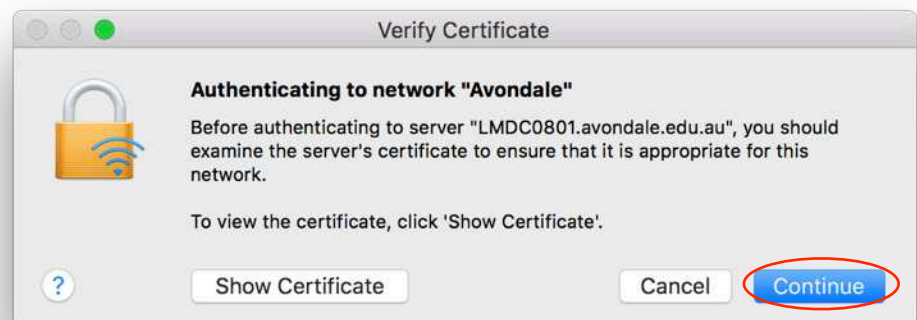 Verify Certificate
Authenticating to network "Avondale"
Before authenticating to server "LMDC0801.avondale.edu.au", you should
examine the server's certificate to ensure that it is appropriate for this
network.
To view the certificate, click 'Show Certificate'.
?
Show Certificate
Cancel
Continue